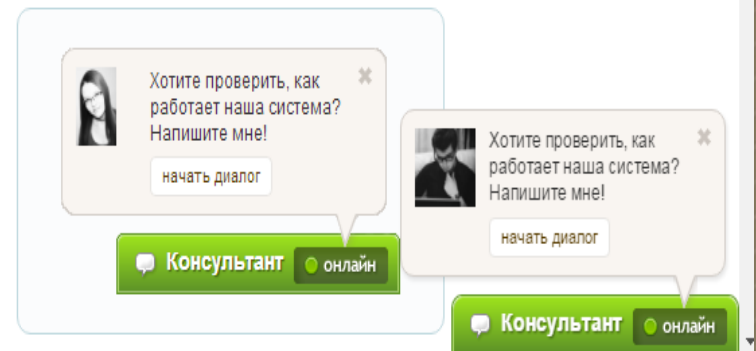 Хотите проверить, как
работает наша система?
Напишите мне!
начать диалог
Консультант онлайн
Хотите проверить, как
работает наша система?
Напишите мне!
начать диалог
Консультант онлайн